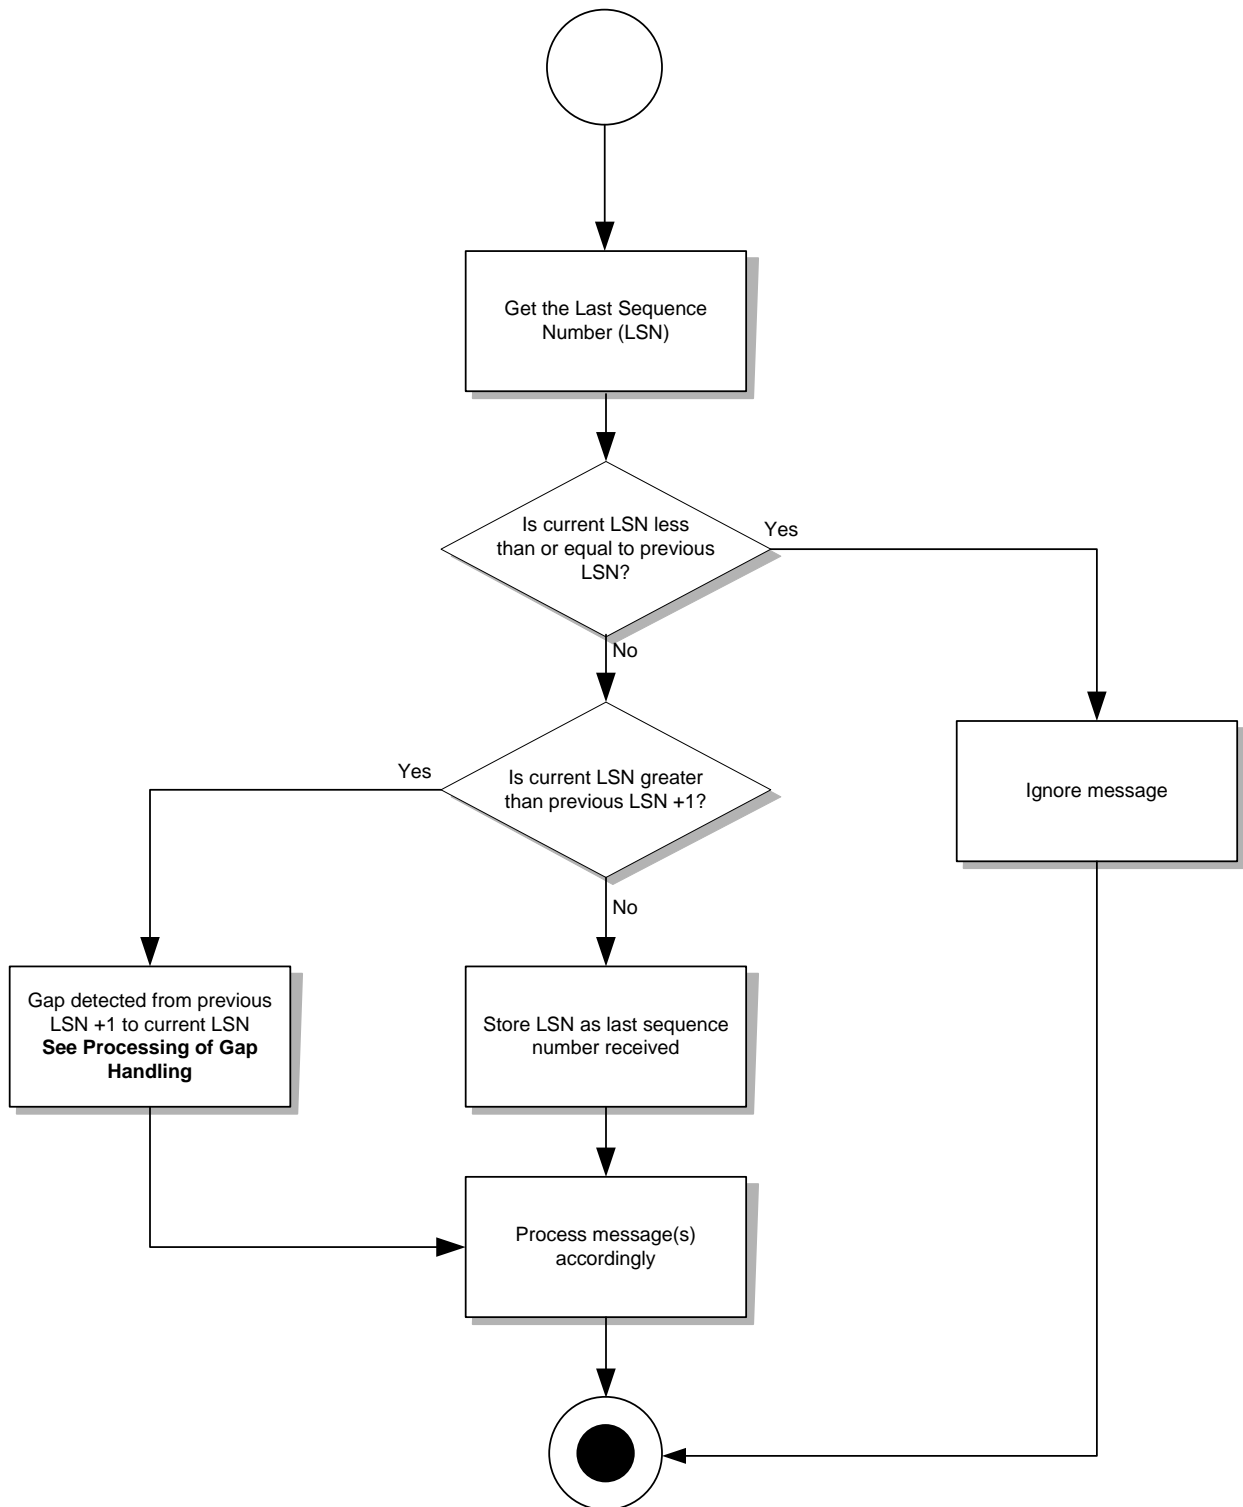 Get the Last Sequence
Number (LSN)
Is current LSN less
than or equal to previous
LSN?
Yes
No
Is current LSN greater
than previous LSN +1?
Yes
Ignore message
No
Gap detected from previous
LSN +1 to current LSN
See Processing of Gap
Handling
Store LSN as last sequence
number received
Process message(s)
accordingly